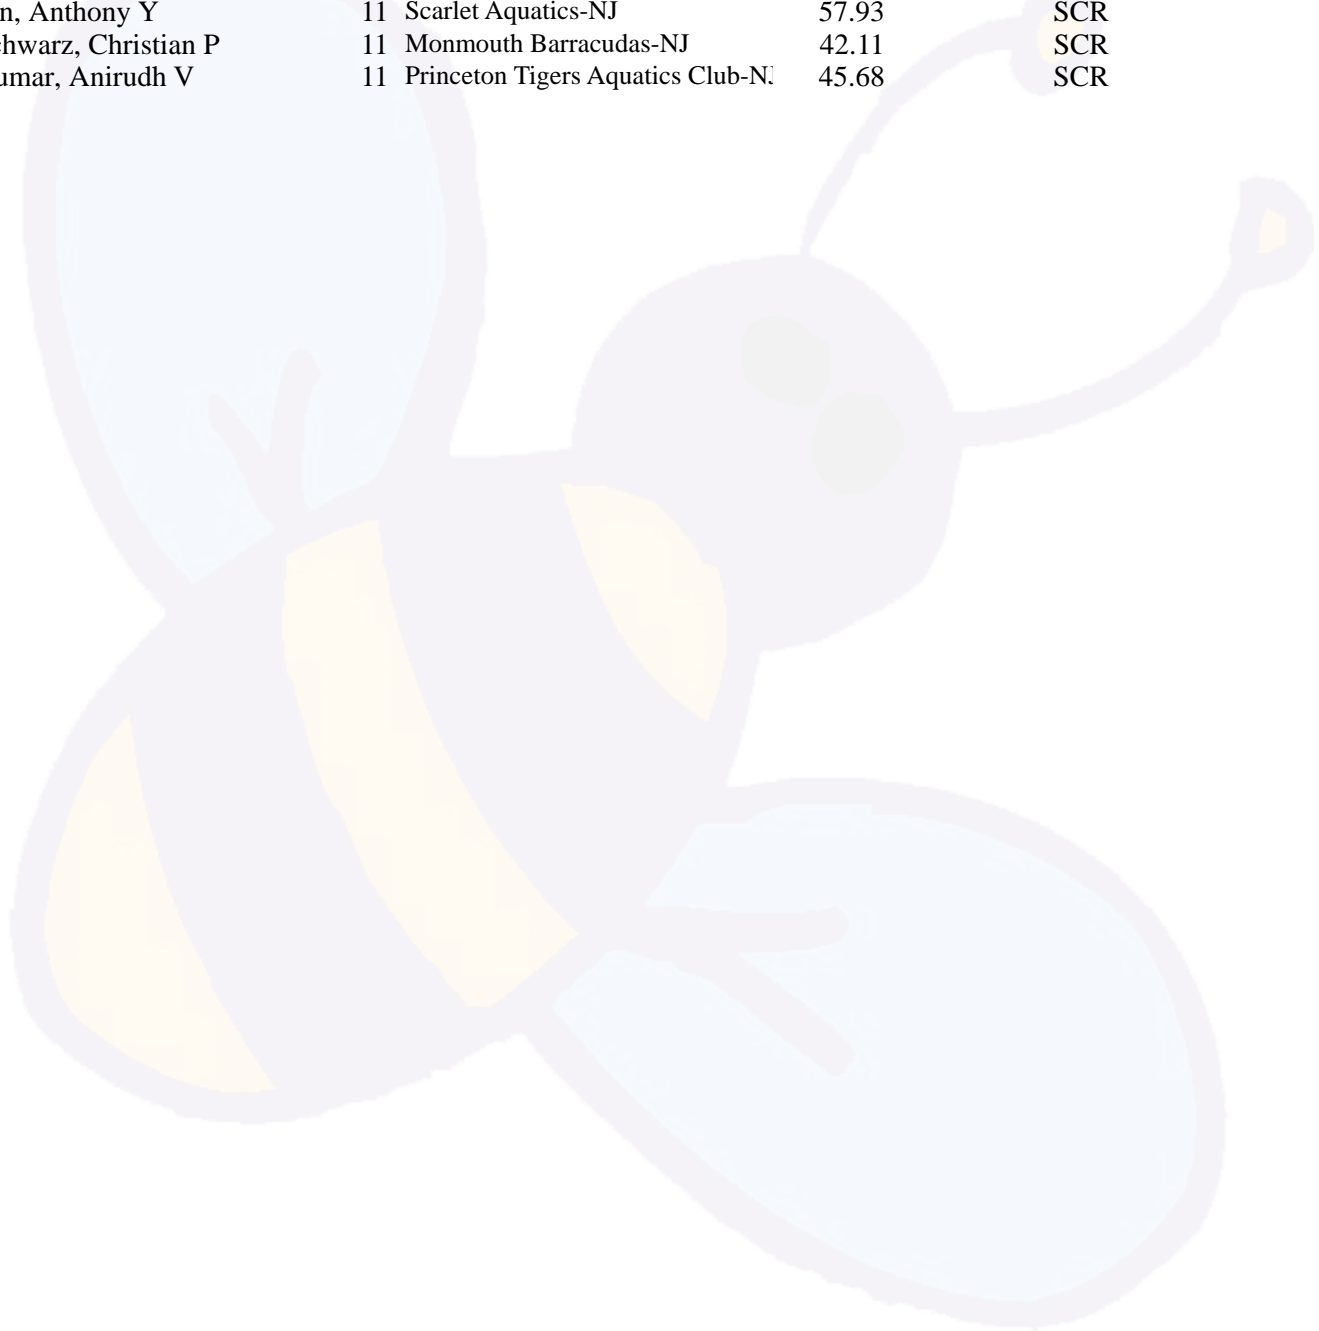 n, Anthony Y 11 Scarlet Aquatics-NJ 57.93 SCR
hwarz, Christian P 11 Monmouth Barracudas-NJ 42.11 SCR
umar, Anirudh V 11 Princeton Tigers Aquatics Club-NJ 45.68 SCR